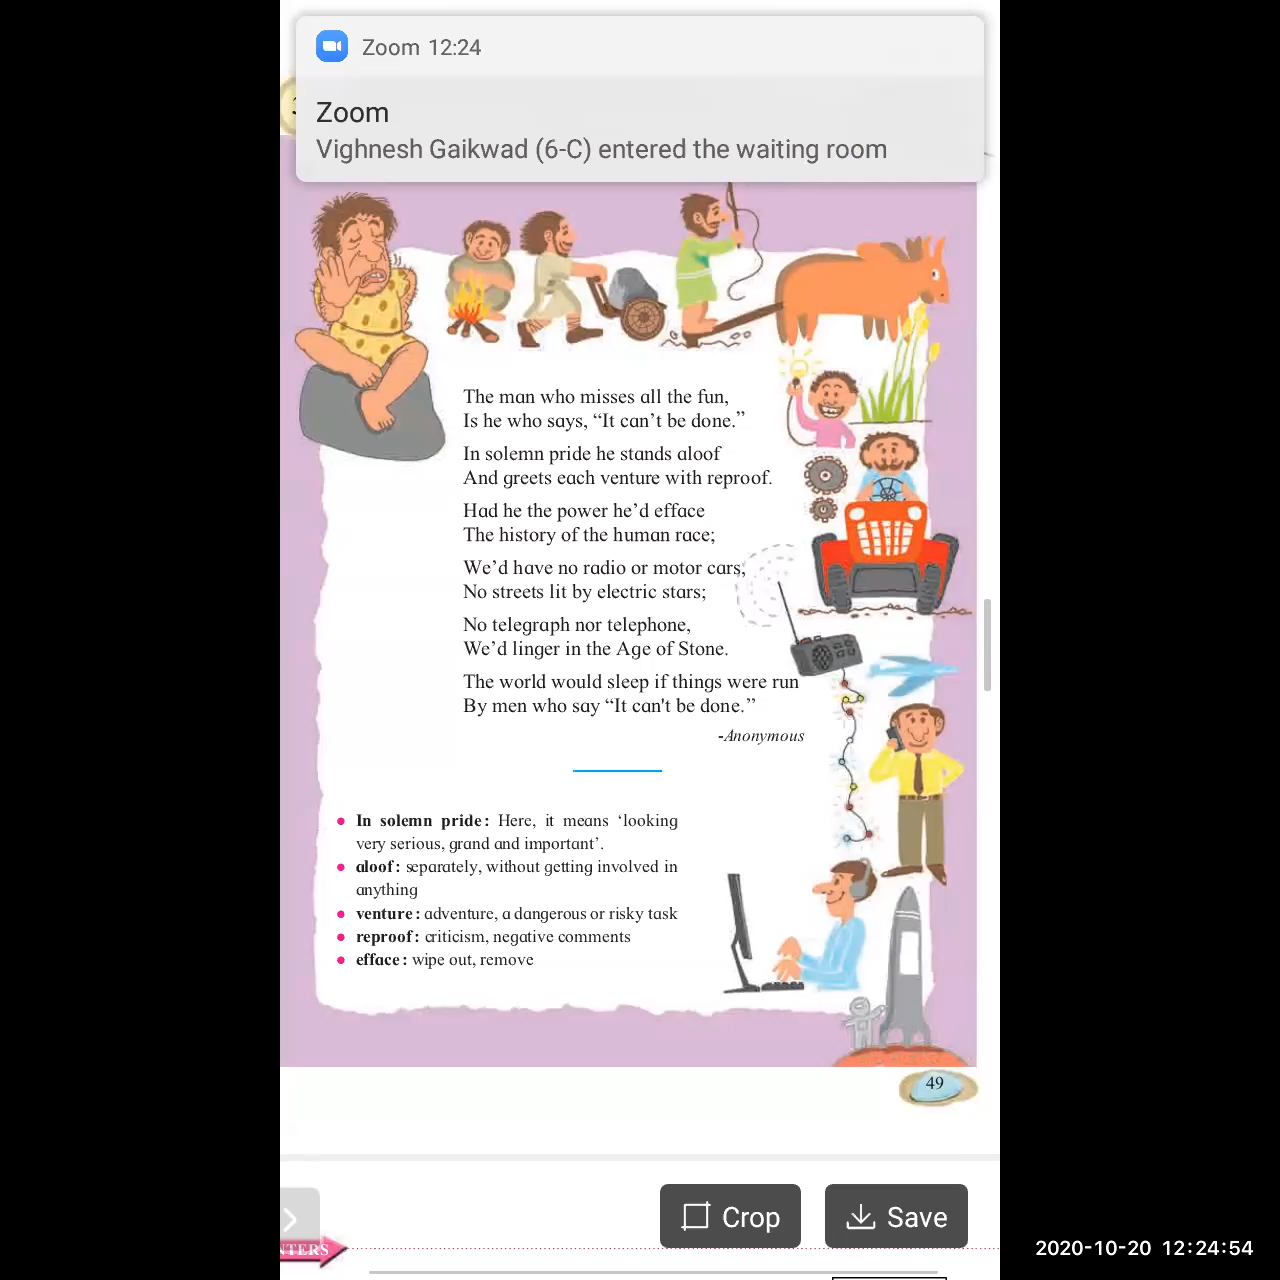 Zoom 12:24
Zoom
Vighnesh Gaikwad (6-C) entered the waiting room
The man who misses all the fun,
Is he who says, “It can’t be done.”
In solemn pride he stands aloof
And greets each venture with reproof.
Had he the power he’d efface
The history of the human race;
We’d have no radio or motor cars,
No streets lit by electric stars;
No telegraph nor telephone,
We’d linger in the Age of Stone.
The world would sleep if things were run
By men who say “It can't be done.”
-Anonymous
• In solemn pride : Here, it means ‘looking
very serious, grand and important’.
• aloof : separately, without getting involved in
anything
• venture : adventure, a dangerous or risky task
• reproof : criticism, negative comments
• efface : wipe out, remove
49
Crop
Save
NTERS
2020-10-20 12:24:54